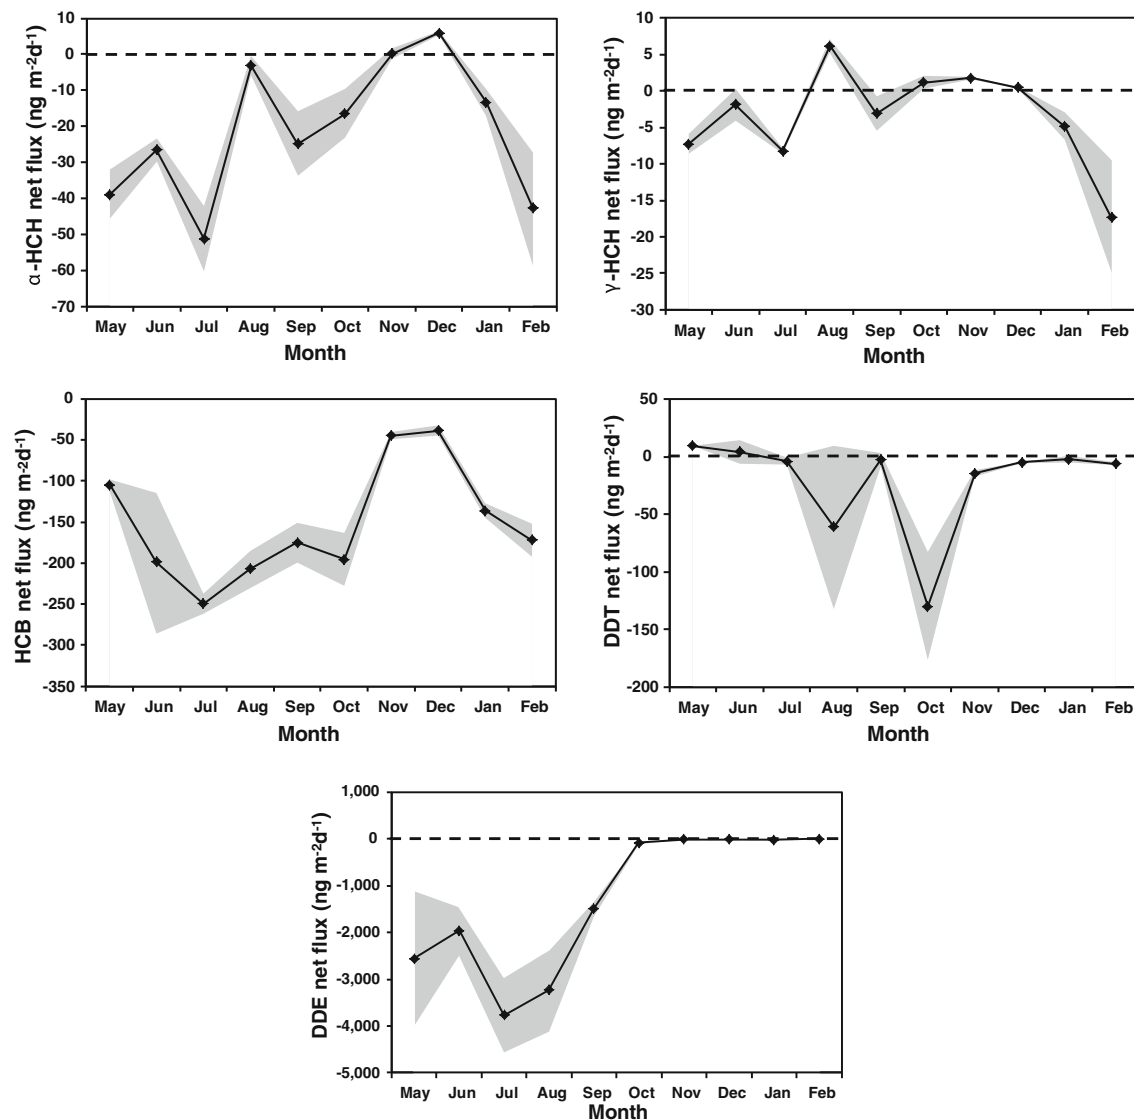 α-HCH net flux (ng m-2d-1)
10
0
-10
-20
-30
-40
-50
-60
-70
May Jun Jul Aug Sep Oct Nov Dec Jan Feb
Month
γ-HCH net flux (ng m-2d-1)
10
5
0
-5
-10
-15
-20
-25
-30
May Jun Jul Aug Sep Oct Nov Dec Jan Feb
Month
HCB net flux (ng m-2d-1)
0
-50
-100
-150
-200
-250
-300
-350
May Jun Jul Aug Sep Oct Nov Dec Jan Feb
Month
DDT net flux (ng m-2d-1)
50
0
-50
-100
-150
-200
May Jun Jul Aug Sep Oct Nov Dec Jan Feb
Month
DDE net flux (ng m-2d-1)
1,000
0
-1,000
-2,000
-3,000
-4,000
-5,000
May Jun Jul Aug Sep Oct Nov Dec Jan Feb
Month